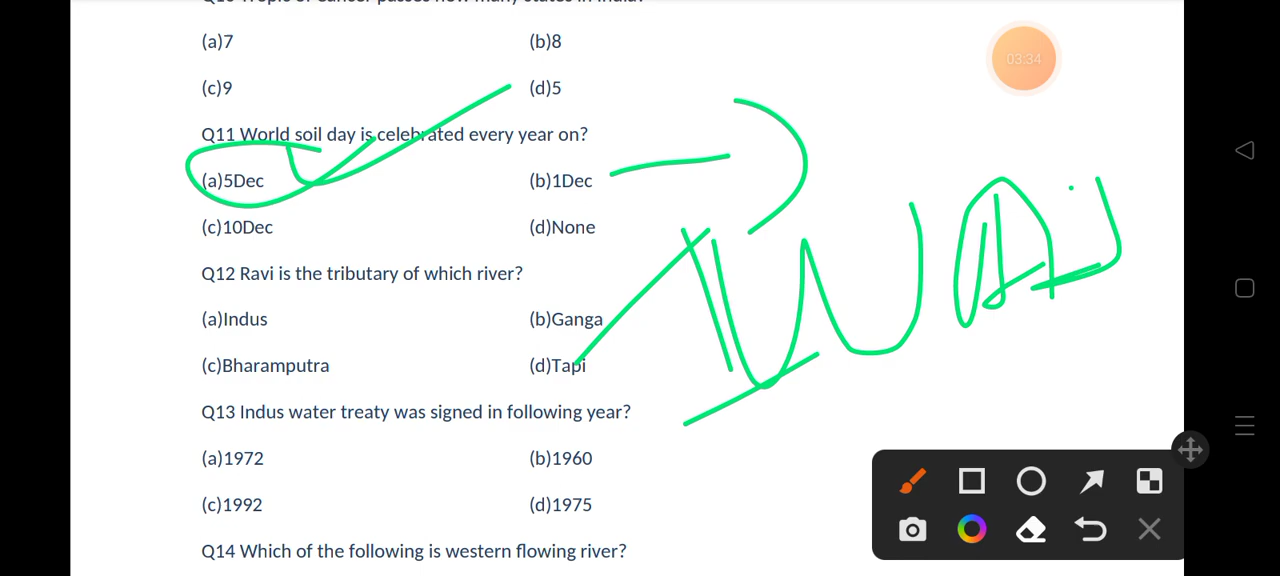 (a)7 (b)8
(c)9 (d)5
Q11 World soil day is celebrated every year on?
(a)5Dec (b)1Dec
(c)10Dec (d)None
Q12 Ravi is the tributary of which river?
(a)Indus (b)Ganga
(c)Bharamputra (d)Tapi
Q13 Indus water treaty was signed in following year?
(a)1972 (b)1960
(c)1992 (d)1975
Q14 Which of the following is western flowing river?
03:34